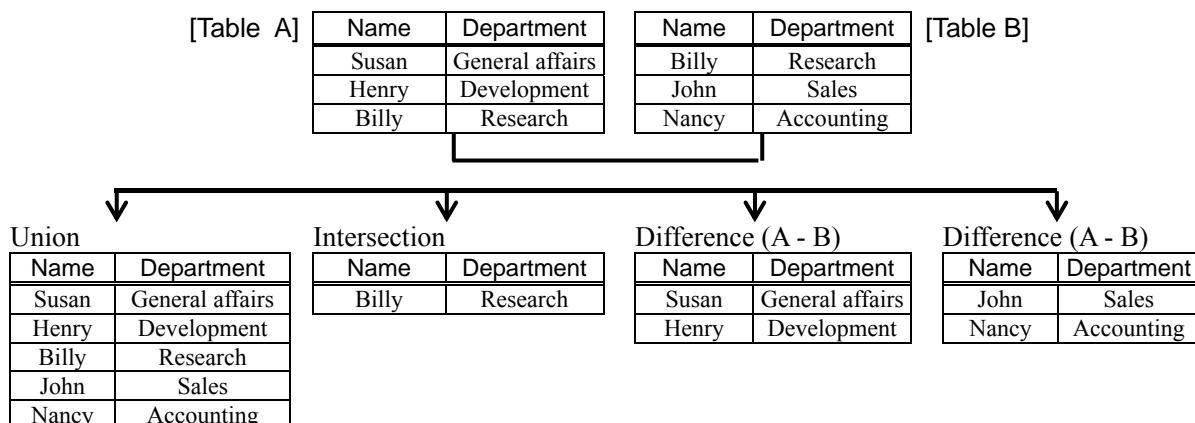 [Table A] Name Department Name Department [Table B]
Susan General affairs Billy Research
Henry Development John Sales
Billy Research Nancy Accounting
Union Intersection Difference (A - B) Difference (A - B)
Name Department Name Department Name Department Name Department
Susan General affairs Billy Research Susan General affairs John Sales
Henry Development Henry Development Nancy Accounting
Billy Research
John Sales
Nancy Accounting